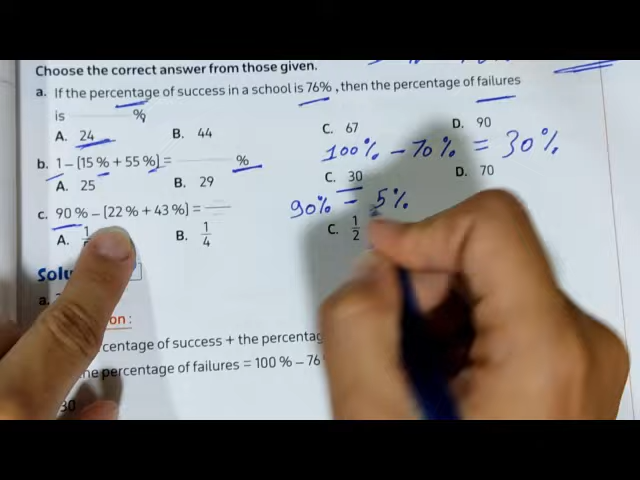 Choose the correct answer from those given.
a. If the percentage of success in a school is 76% , then the percentage of failures
is %
A. 24 B. 44 C. 67 D. 90
100% – 70% = 30%
b. 1 – (15 % + 55 %) = %
A. 25 B. 29 C. 30 D. 70
90% – 5%
c. 90 % – (22 % + 43 %) =
A. 1 B. 1/4 C. 1/2
Solu
a.
on :
rcentage of success + the percentag
he percentage of failures = 100 % – 76
30